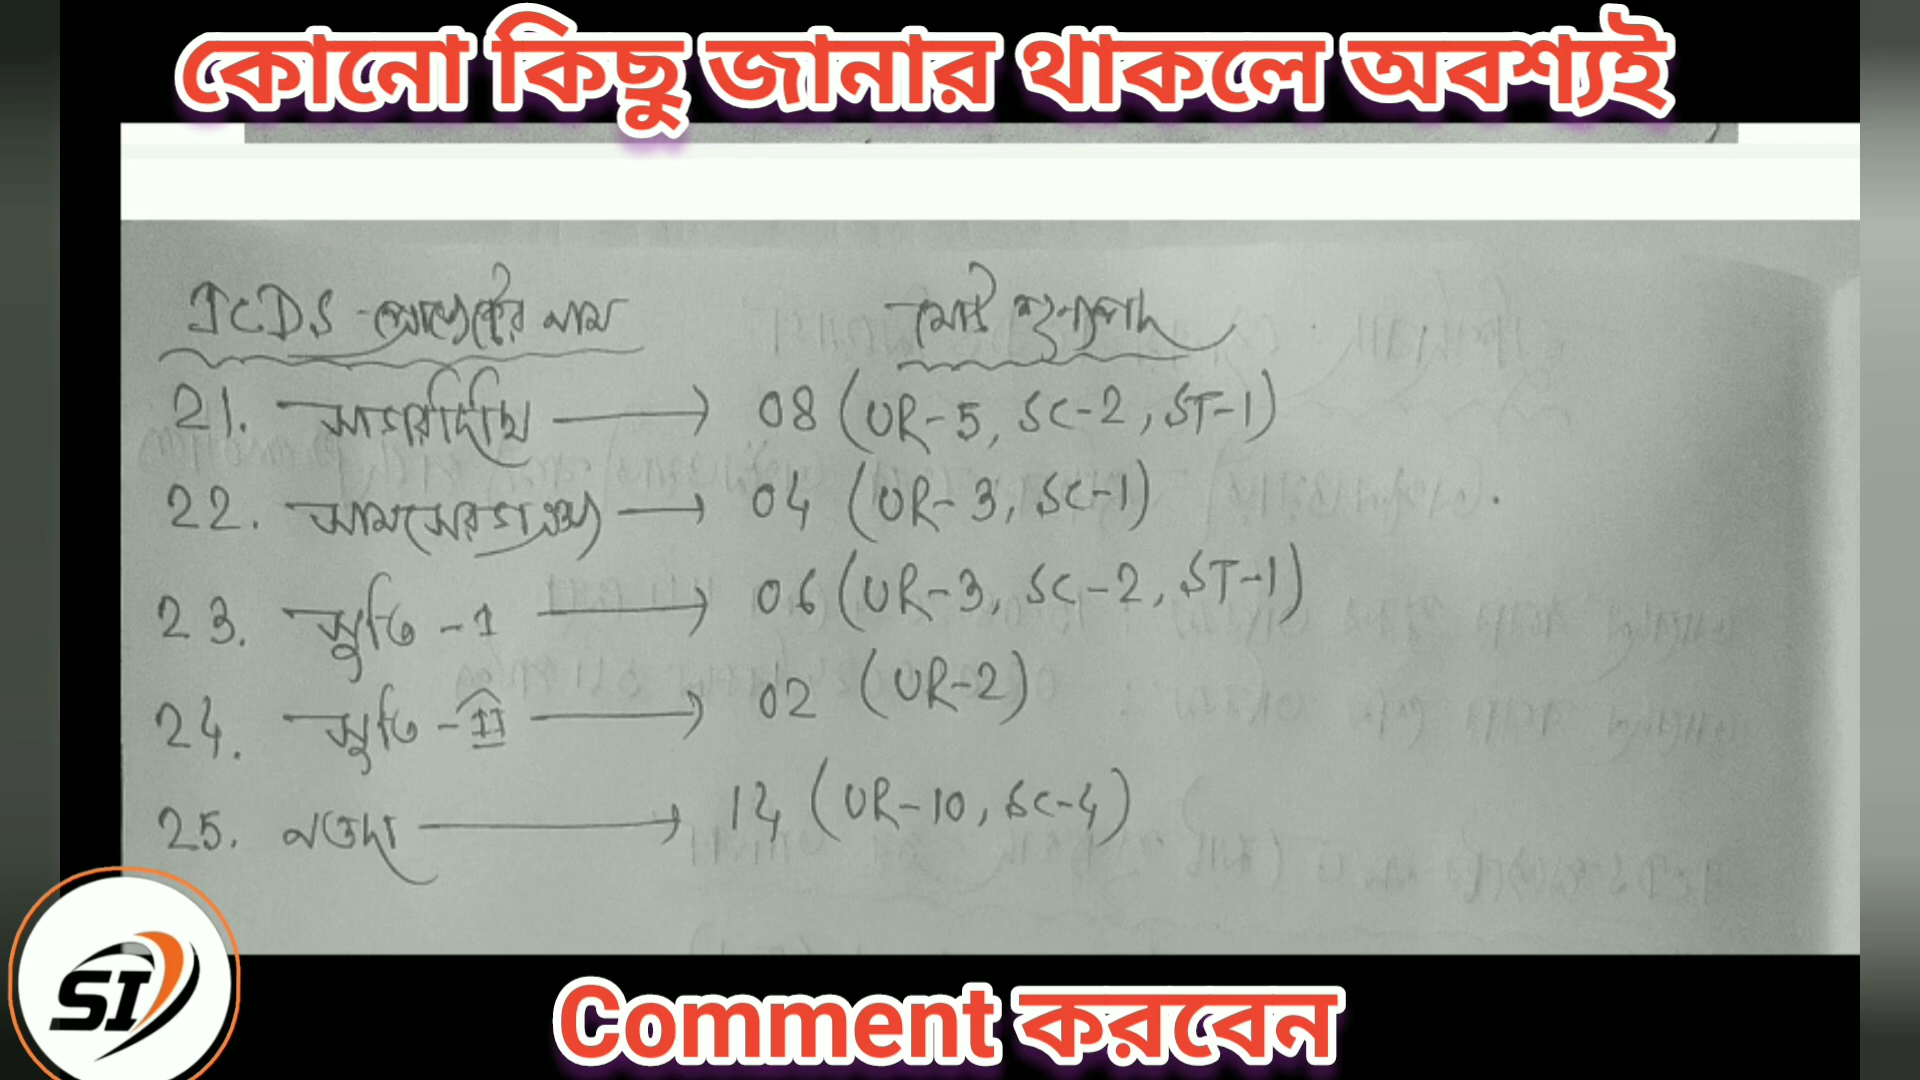 কোনো কিছু জানার থাকলে অবশ্যই
ICDS - প্রোজেক্টের নাম মোট শূন্যপদ
21. সাগরদিঘি → 08 (UR-5, SC-2, ST-1)
22. সামসেরগঞ্জ → 04 (UR-3, SC-1)
23. সুতি -1 → 06 (UR-3, SC-2, ST-1)
24. সুতি -II → 02 (UR-2)
25. নওদা → 14 (UR-10, SC-4)
SI
Comment করবেন